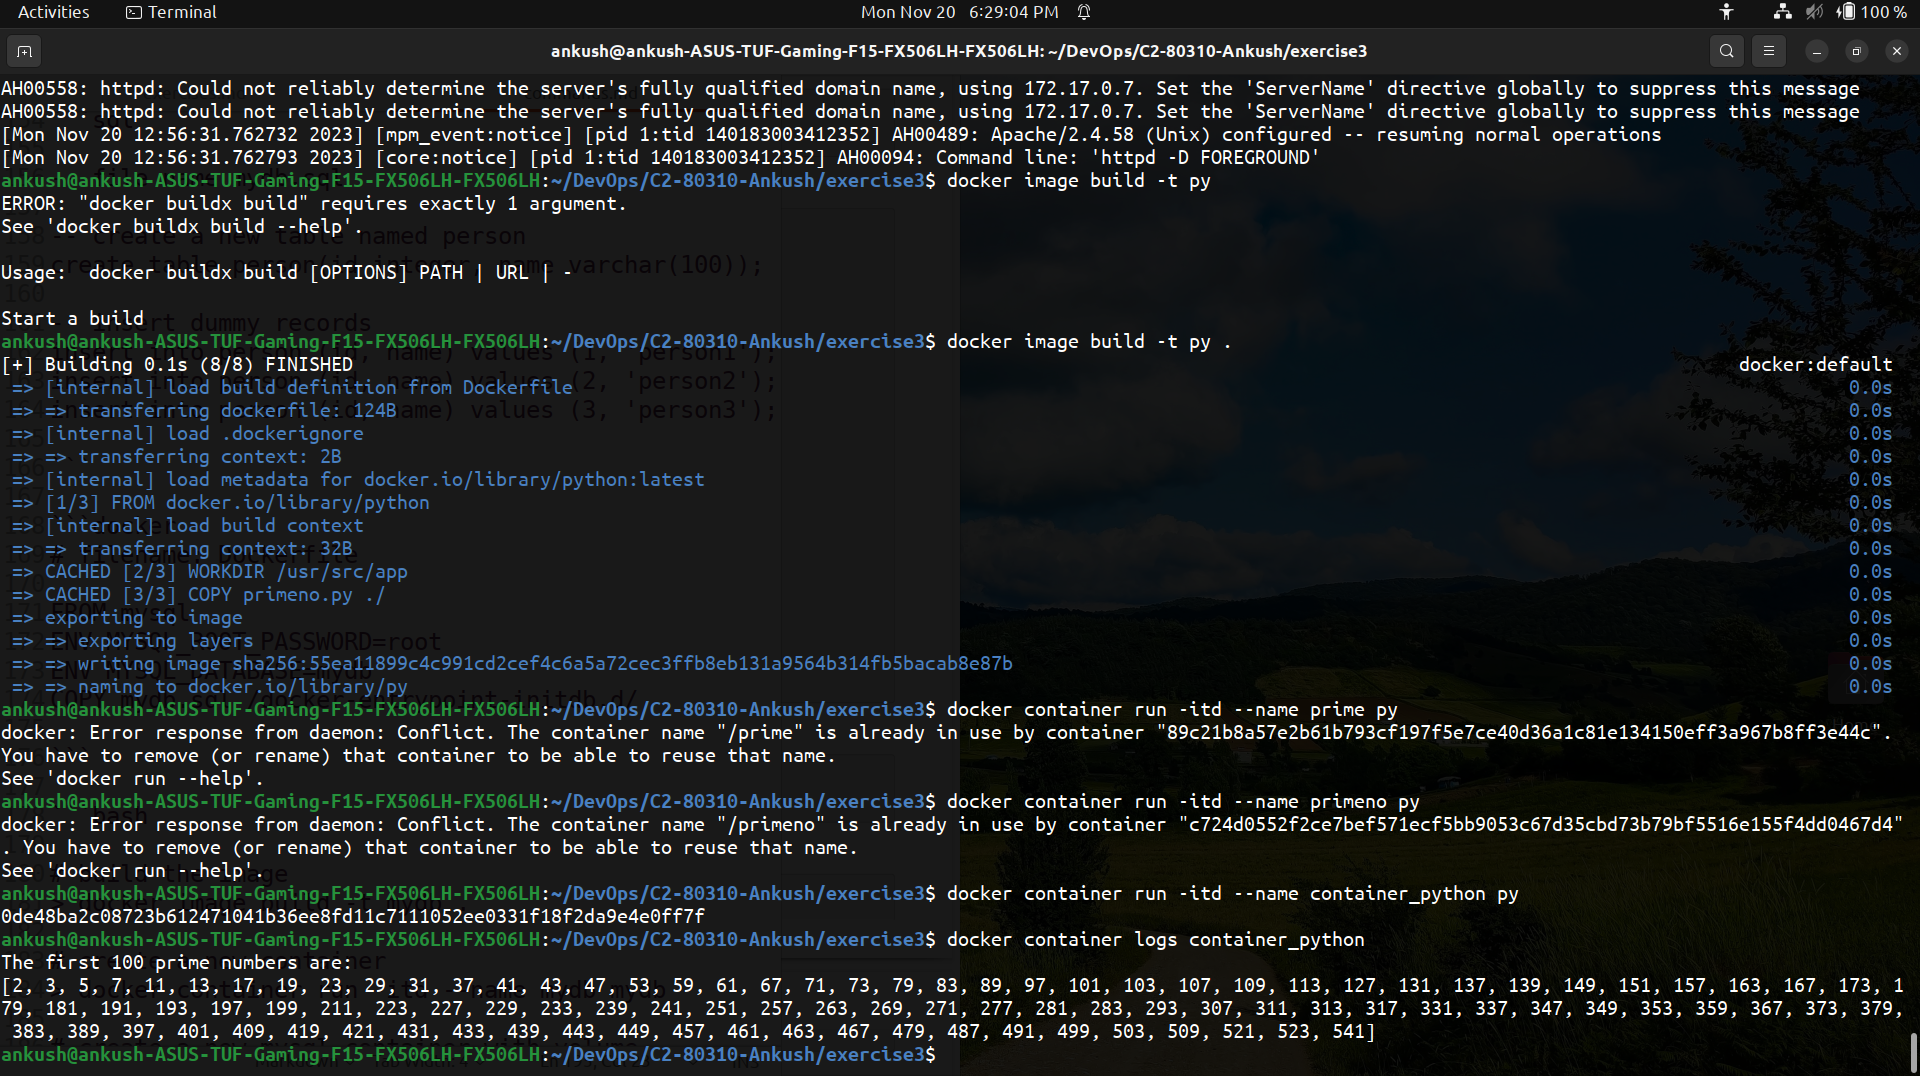 Activities
Terminal
Mon Nov 20 6:29:04 PM
100 %
ankush@ankush-ASUS-TUF-Gaming-F15-FX506LH-FX506LH: ~/DevOps/C2-80310-Ankush/exercise3
AH00558: httpd: Could not reliably determine the server's fully qualified domain name, using 172.17.0.7. Set the 'ServerName' directive globally to suppress this message
AH00558: httpd: Could not reliably determine the server's fully qualified domain name, using 172.17.0.7. Set the 'ServerName' directive globally to suppress this message
[Mon Nov 20 12:56:31.762732 2023] [mpm_event:notice] [pid 1:tid 140183003412352] AH00489: Apache/2.4.58 (Unix) configured -- resuming normal operations
[Mon Nov 20 12:56:31.762793 2023] [core:notice] [pid 1:tid 140183003412352] AH00094: Command line: 'httpd -D FOREGROUND'
ankush@ankush-ASUS-TUF-Gaming-F15-FX506LH-FX506LH:~/DevOps/C2-80310-Ankush/exercise3$ docker image build -t py
ERROR: "docker buildx build" requires exactly 1 argument.
See 'docker buildx build --help'.
Usage:  docker buildx build [OPTIONS] PATH | URL | -
Start a build
ankush@ankush-ASUS-TUF-Gaming-F15-FX506LH-FX506LH:~/DevOps/C2-80310-Ankush/exercise3$ docker image build -t py .
[+] Building 0.1s (8/8) FINISHED docker:default
=> [internal] load build definition from Dockerfile 0.0s
=> => transferring dockerfile: 124B 0.0s
=> [internal] load .dockerignore 0.0s
=> => transferring context: 2B 0.0s
=> [internal] load metadata for docker.io/library/python:latest 0.0s
=> [1/3] FROM docker.io/library/python 0.0s
=> [internal] load build context 0.0s
=> => transferring context: 32B 0.0s
=> CACHED [2/3] WORKDIR /usr/src/app 0.0s
=> CACHED [3/3] COPY primeno.py ./ 0.0s
=> exporting to image 0.0s
=> => exporting layers 0.0s
=> => writing image sha256:55ea11899c4c991cd2cef4c6a5a72cec3ffb8eb131a9564b314fb5bacab8e87b 0.0s
=> => naming to docker.io/library/py 0.0s
ankush@ankush-ASUS-TUF-Gaming-F15-FX506LH-FX506LH:~/DevOps/C2-80310-Ankush/exercise3$ docker container run -itd --name prime py
docker: Error response from daemon: Conflict. The container name "/prime" is already in use by container "89c21b8a57e2b61b793cf197f5e7ce40d36a1c81e134150eff3a967b8ff3e44c".
You have to remove (or rename) that container to be able to reuse that name.
See 'docker run --help'.
ankush@ankush-ASUS-TUF-Gaming-F15-FX506LH-FX506LH:~/DevOps/C2-80310-Ankush/exercise3$ docker container run -itd --name primeno py
docker: Error response from daemon: Conflict. The container name "/primeno" is already in use by container "c724d0552f2ce7bef571ecf5bb9053c67d35cbd73b79bf5516e155f4dd0467d4"
. You have to remove (or rename) that container to be able to reuse that name.
See 'docker run --help'.
ankush@ankush-ASUS-TUF-Gaming-F15-FX506LH-FX506LH:~/DevOps/C2-80310-Ankush/exercise3$ docker container run -itd --name container_python py
0de48ba2c08723b612471041b36ee8fd11c7111052ee0331f18f2da9e4e0ff7f
ankush@ankush-ASUS-TUF-Gaming-F15-FX506LH-FX506LH:~/DevOps/C2-80310-Ankush/exercise3$ docker container logs container_python
The first 100 prime numbers are:
[2, 3, 5, 7, 11, 13, 17, 19, 23, 29, 31, 37, 41, 43, 47, 53, 59, 61, 67, 71, 73, 79, 83, 89, 97, 101, 103, 107, 109, 113, 127, 131, 137, 139, 149, 151, 157, 163, 167, 173, 1
79, 181, 191, 193, 197, 199, 211, 223, 227, 229, 233, 239, 241, 251, 257, 263, 269, 271, 277, 281, 283, 293, 307, 311, 313, 317, 331, 337, 347, 349, 353, 359, 367, 373, 379,
383, 389, 397, 401, 409, 419, 421, 431, 433, 439, 443, 449, 457, 461, 463, 467, 479, 487, 491, 499, 503, 509, 521, 523, 541]
ankush@ankush-ASUS-TUF-Gaming-F15-FX506LH-FX506LH:~/DevOps/C2-80310-Ankush/exercise3$